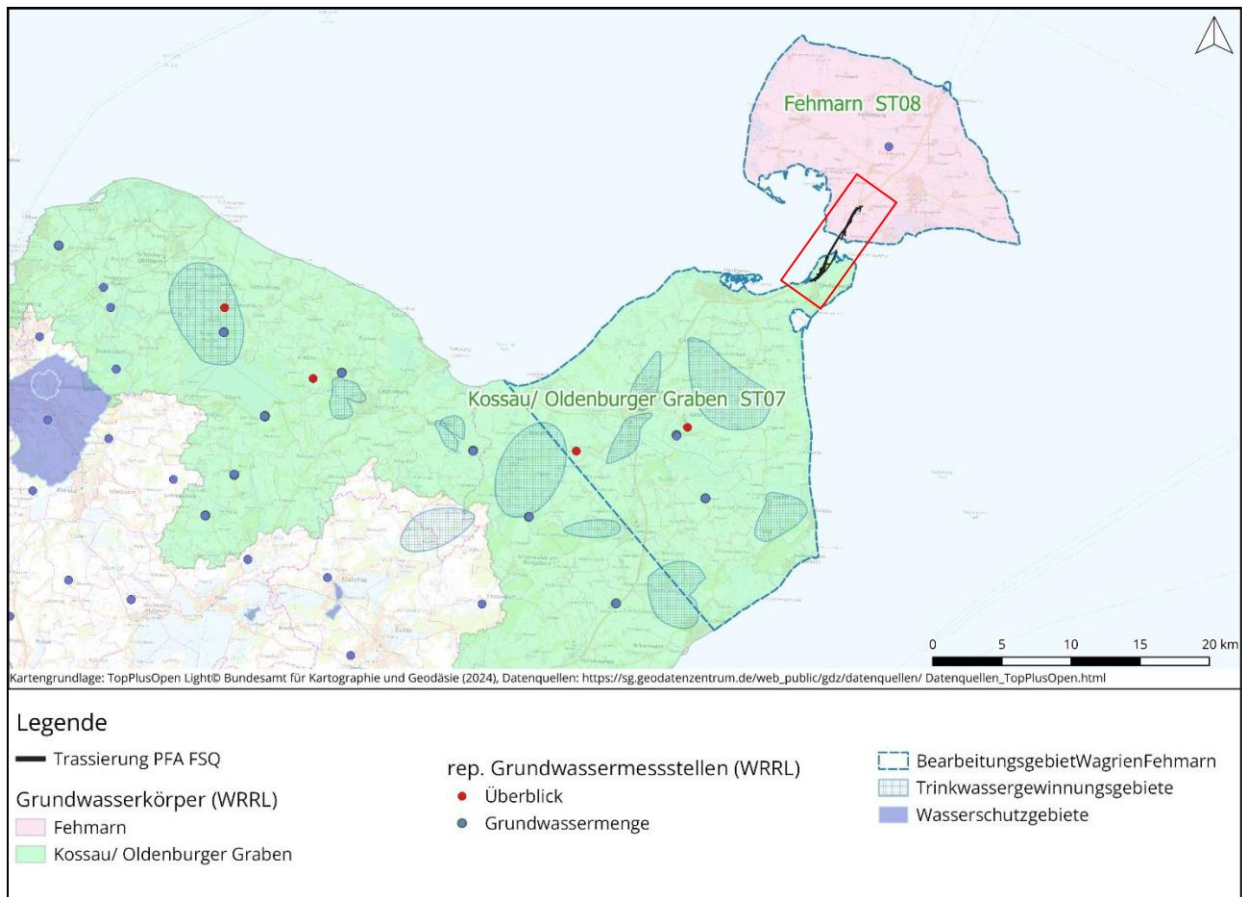 Fehmarn ST08
Kossau/ Oldenburger Graben ST07
0 5 10 15 20 km
Kartengrundlage: TopPlusOpen Light© Bundesamt für Kartographie und Geodäsie (2024), Datenquellen: https://sg.geodatenzentrum.de/web_public/gdz/datenquellen/ Datenquellen_TopPlusOpen.html
Legende
Trassierung PFA FSQ
Grundwasserkörper (WRRL)
Fehmarn
Kossau/ Oldenburger Graben
rep. Grundwassermessstellen (WRRL)
Überblick
Grundwassermenge
BearbeitungsgebietWagrienFehmarn
Trinkwassergewinnungsgebiete
Wasserschutzgebiete